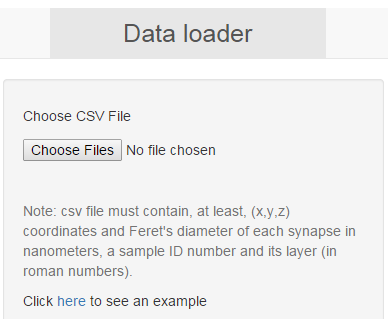 Data loader
Choose CSV File
Choose Files No file chosen
Note: csv file must contain, at least, (x,y,z)
coordinates and Feret's diameter of each synapse in
nanometers, a sample ID number and its layer (in
roman numbers).
Click here to see an example